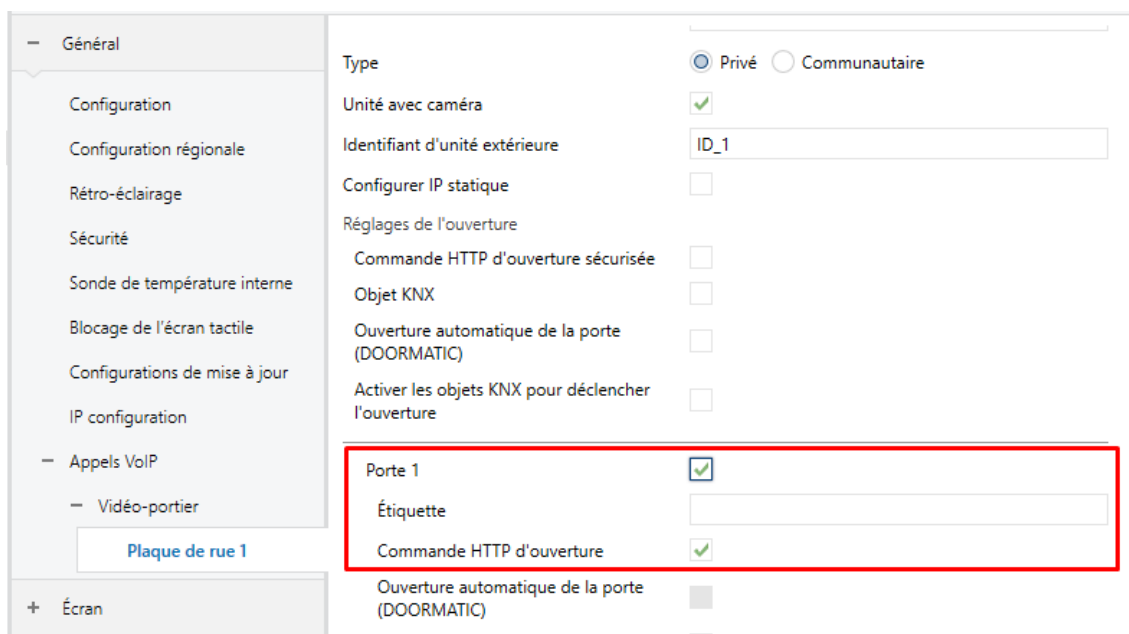 − Général
Configuration
Configuration régionale
Rétro-éclairage
Sécurité
Sonde de température interne
Blocage de l’écran tactile
Configurations de mise à jour
IP configuration
− Appels VoIP
− Vidéo-portier
Plaque de rue 1
+ Écran
Type Privé Communautaire
Unité avec caméra
Identifiant d'unité extérieure ID_1
Configurer IP statique
Réglages de l'ouverture
Commande HTTP d'ouverture sécurisée
Objet KNX
Ouverture automatique de la porte
(DOORMATIC)
Activer les objets KNX pour déclencher
l'ouverture
Porte 1
Étiquette
Commande HTTP d'ouverture
Ouverture automatique de la porte
(DOORMATIC)